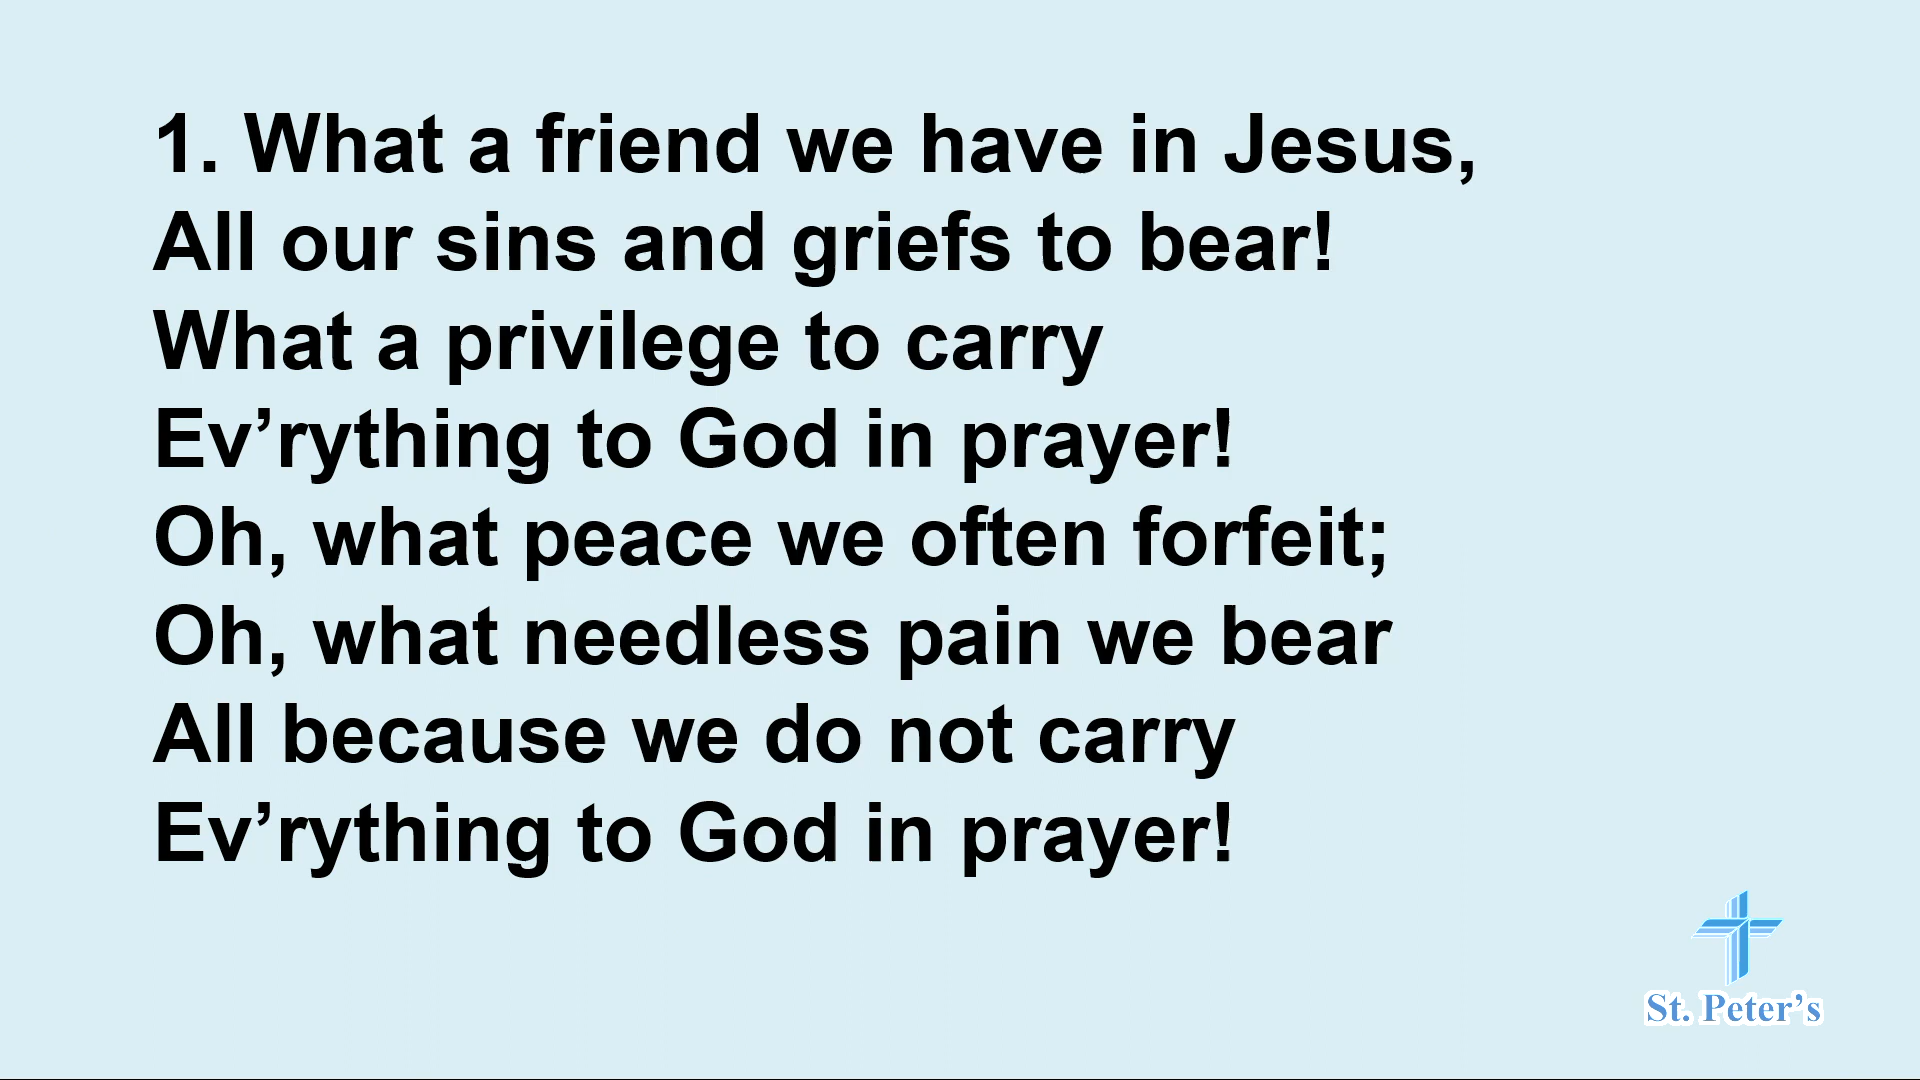 1. What a friend we have in Jesus,
All our sins and griefs to bear!
What a privilege to carry
Ev’rything to God in prayer!
Oh, what peace we often forfeit;
Oh, what needless pain we bear
All because we do not carry
Ev’rything to God in prayer!
St. Peter’s